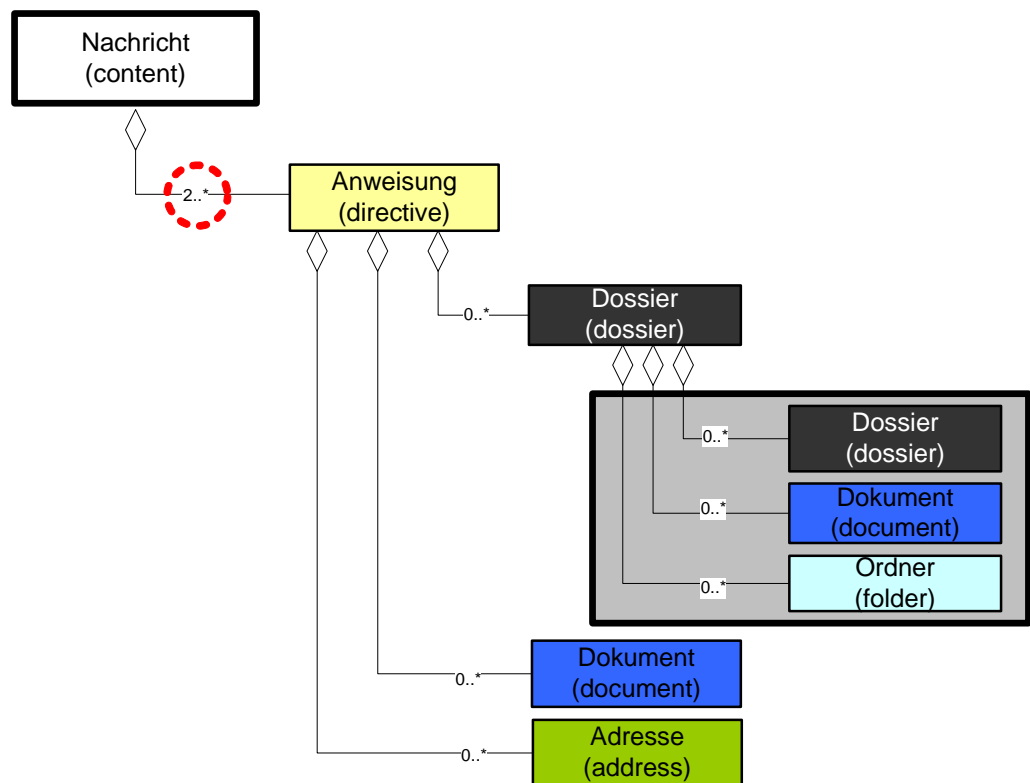 Nachricht
(content)
2..*
Anweisung
(directive)
0..*
Dossier
(dossier)
0..*
Dossier
(dossier)
0..*
Dokument
(document)
0..*
Ordner
(folder)
0..*
Dokument
(document)
0..*
Adresse
(address)